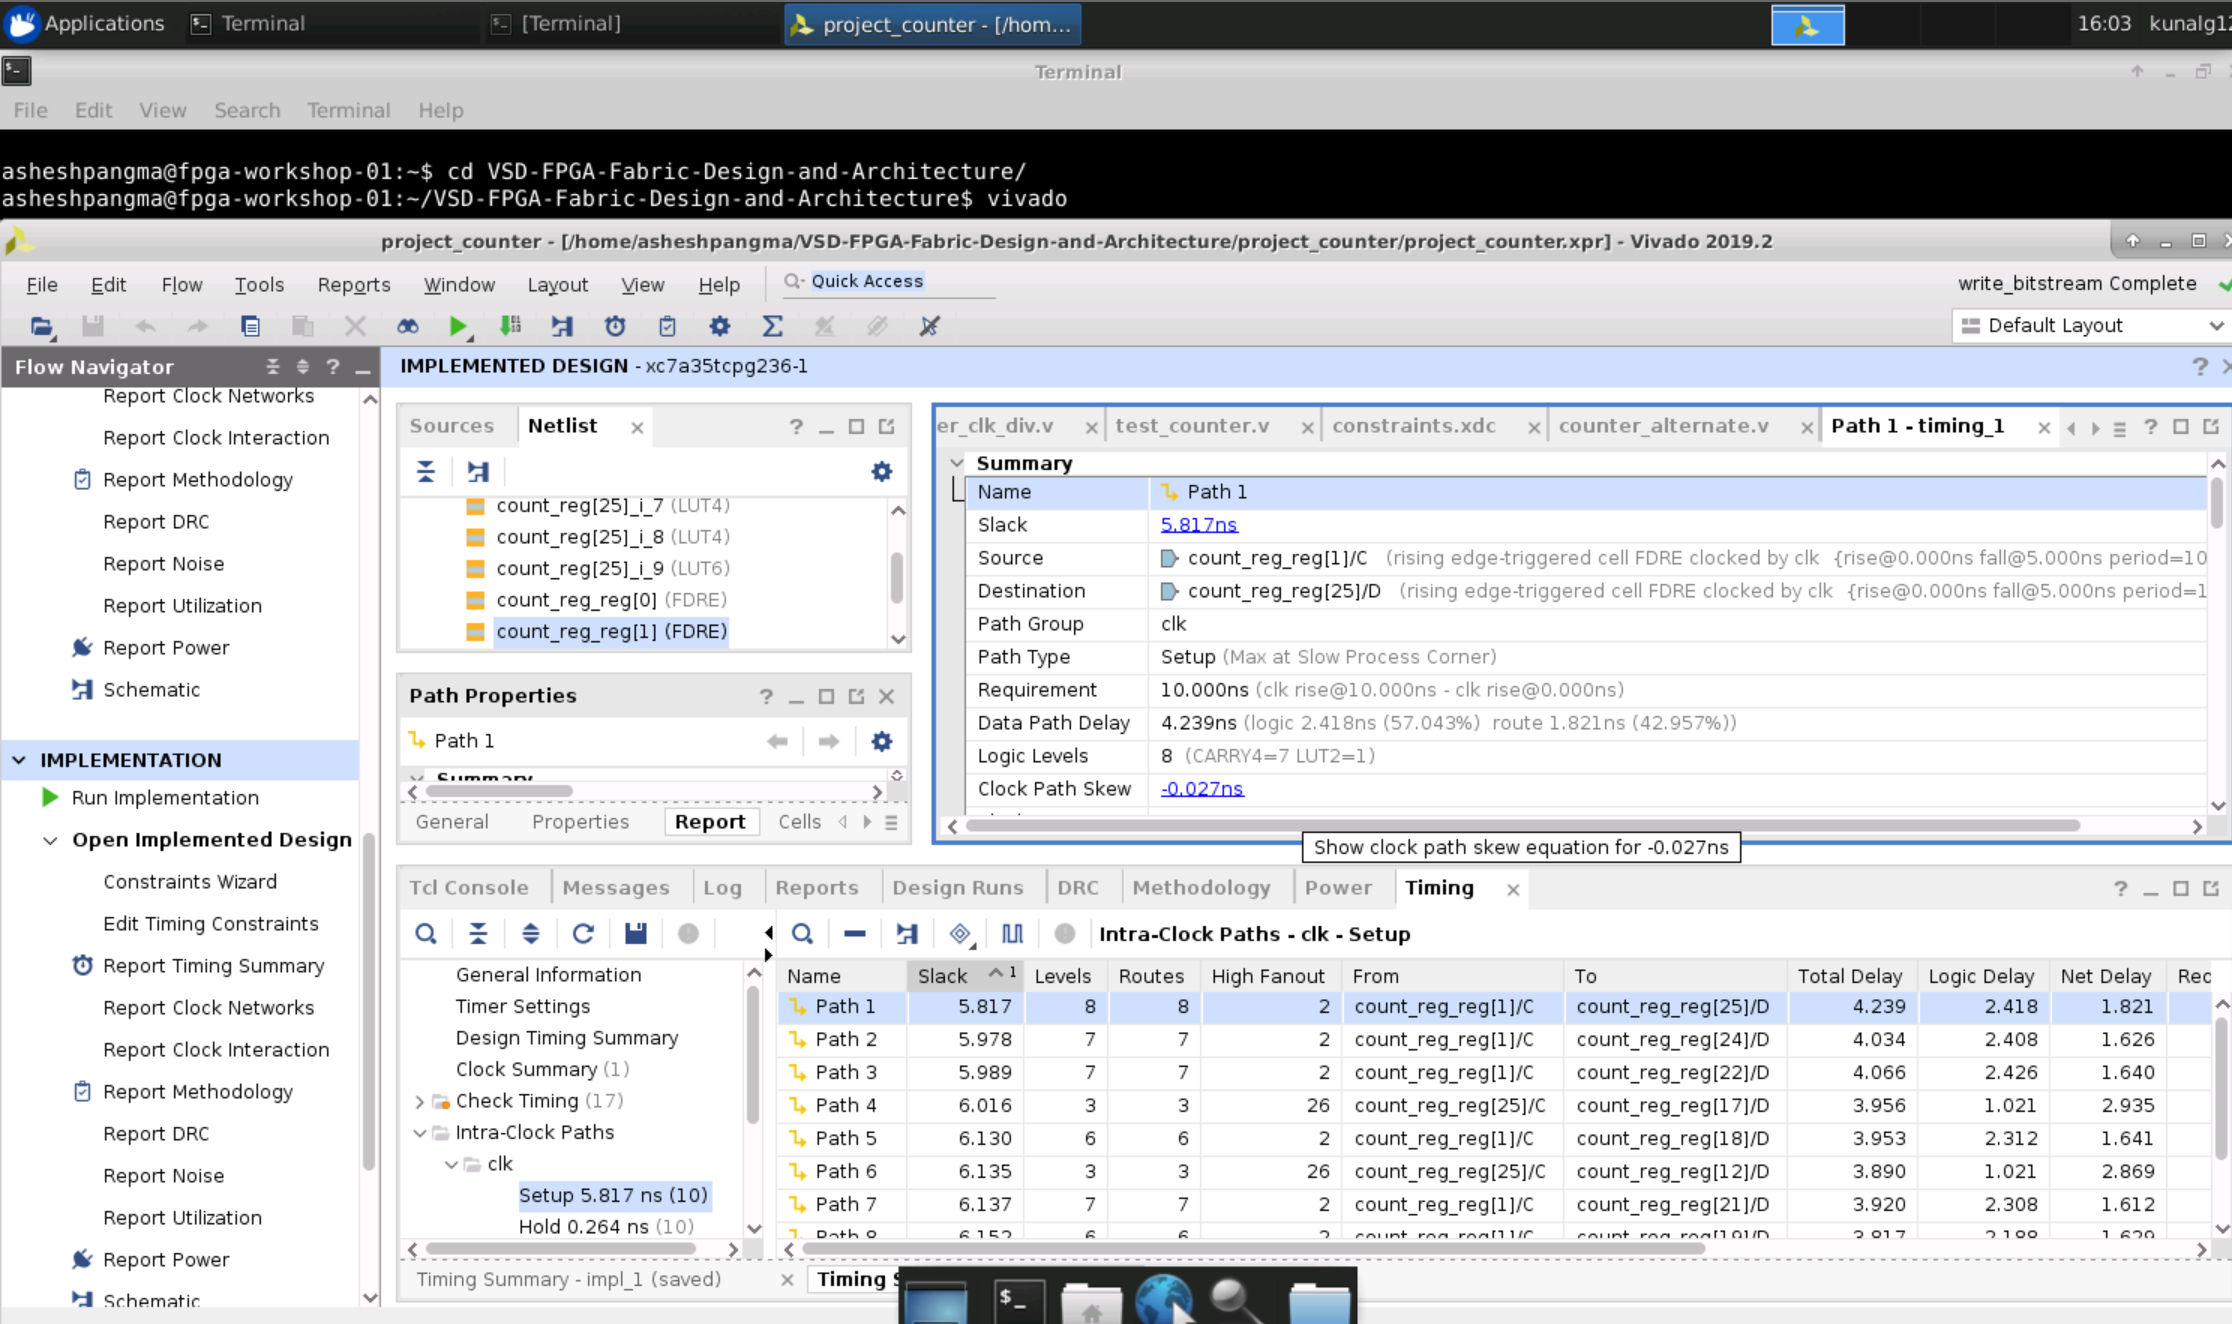 Applications
Terminal
[Terminal]
project_counter - [/hom...
16:03
Terminal
File Edit View Search Terminal Help
asheshpangma@fpga-workshop-01:~$ cd VSD-FPGA-Fabric-Design-and-Architecture/
asheshpangma@fpga-workshop-01:~/VSD-FPGA-Fabric-Design-and-Architecture$ vivado
project_counter - [/home/asheshpangma/VSD-FPGA-Fabric-Design-and-Architecture/project_counter/project_counter.xpr] - Vivado 2019.2
File Edit Flow Tools Reports Window Layout View Help Quick Access
write_bitstream Complete
Default Layout
Flow Navigator
Report Clock Networks
Report Clock Interaction
Report Methodology
Report DRC
Report Noise
Report Utilization
Report Power
Schematic
IMPLEMENTATION
Run Implementation
Open Implemented Design
Constraints Wizard
Edit Timing Constraints
Report Timing Summary
Report Clock Networks
Report Clock Interaction
Report Methodology
Report DRC
Report Noise
Report Utilization
Report Power
Schematic
IMPLEMENTED DESIGN - xc7a35tcpg236-1
Sources Netlist
count_reg[25]_i_7 (LUT4)
count_reg[25]_i_8 (LUT4)
count_reg[25]_i_9 (LUT6)
count_reg_reg[0] (FDRE)
count_reg_reg[1] (FDRE)
Path Properties
Path 1
Summary
General Properties Report Cells
er_clk_div.v test_counter.v constraints.xdc counter_alternate.v Path 1 - timing_1
Summary
Name Path 1
Slack 5.817ns
Source count_reg_reg[1]/C (rising edge-triggered cell FDRE clocked by clk {rise@0.000ns fall@5.000ns period=10
Destination count_reg_reg[25]/D (rising edge-triggered cell FDRE clocked by clk {rise@0.000ns fall@5.000ns period=1
Path Group clk
Path Type Setup (Max at Slow Process Corner)
Requirement 10.000ns (clk rise@10.000ns - clk rise@0.000ns)
Data Path Delay 4.239ns (logic 2.418ns (57.043%) route 1.821ns (42.957%))
Logic Levels 8 (CARRY4=7 LUT2=1)
Clock Path Skew -0.027ns
Show clock path skew equation for -0.027ns
Tcl Console Messages Log Reports Design Runs DRC Methodology Power Timing
General Information
Timer Settings
Design Timing Summary
Clock Summary (1)
Check Timing (17)
Intra-Clock Paths
clk
Setup 5.817 ns (10)
Hold 0.264 ns (10)
Intra-Clock Paths - clk - Setup
Name Slack 1 Levels Routes High Fanout From To Total Delay Logic Delay Net Delay
Path 1 5.817 8 8 2 count_reg_reg[1]/C count_reg_reg[25]/D 4.239 2.418 1.821
Path 2 5.978 7 7 2 count_reg_reg[1]/C count_reg_reg[24]/D 4.034 2.408 1.626
Path 3 5.989 7 7 2 count_reg_reg[1]/C count_reg_reg[22]/D 4.066 2.426 1.640
Path 4 6.016 3 3 26 count_reg_reg[25]/C count_reg_reg[17]/D 3.956 1.021 2.935
Path 5 6.130 6 6 2 count_reg_reg[1]/C count_reg_reg[18]/D 3.953 2.312 1.641
Path 6 6.135 3 3 26 count_reg_reg[25]/C count_reg_reg[12]/D 3.890 1.021 2.869
Path 7 6.137 7 7 2 count_reg_reg[1]/C count_reg_reg[21]/D 3.920 2.308 1.612
Path 8 6.152 6 6 2 count_reg_reg[1]/C count_reg_reg[19]/D 3.817 2.188 1.629
Timing Summary - impl_1 (saved)
Timing